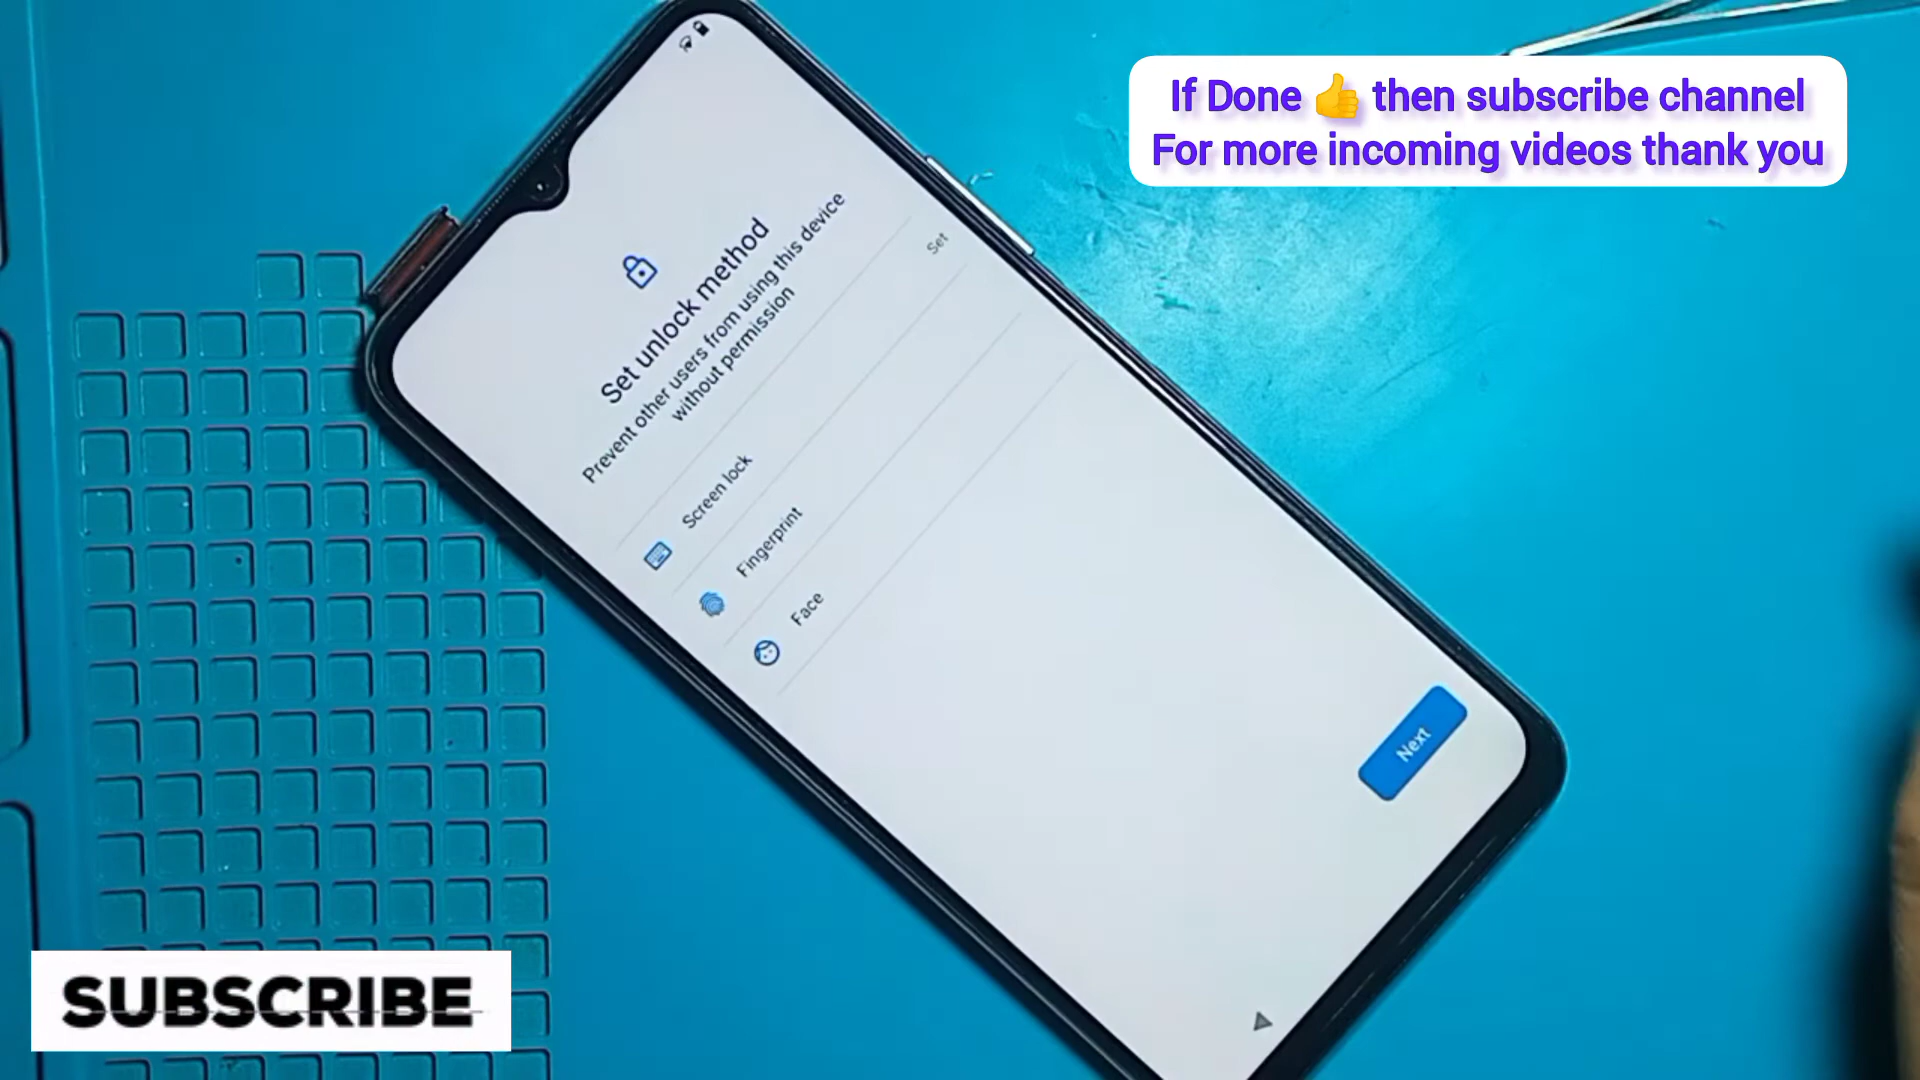 If Done 👍 then subscribe channel
For more incoming videos thank you
Set unlock method
Prevent other users from using this device
without permission
Screen lock
Set
Fingerprint
Face
Next
SUBSCRIBE